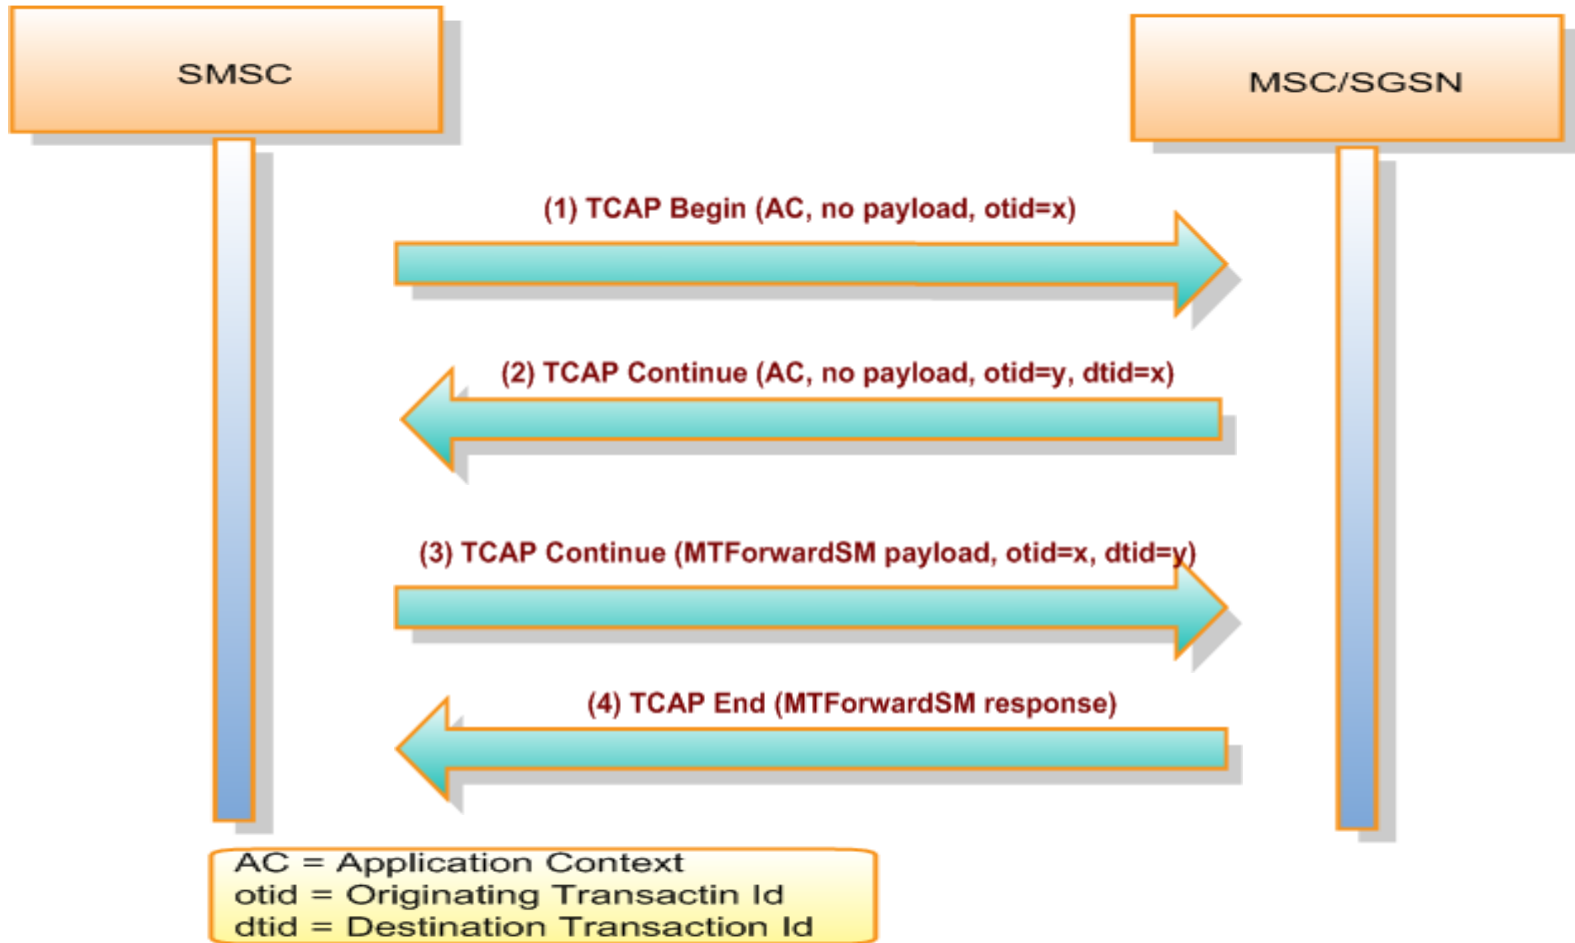 SMSC
MSC/SGSN
(1) TCAP Begin (AC, no payload, otid=x)
(2) TCAP Continue (AC, no payload, otid=y, dtid=x)
(3) TCAP Continue (MTForwardSM payload, otid=x, dtid=y)
(4) TCAP End (MTForwardSM response)
AC = Application Context
otid = Originating Transactin Id
dtid = Destination Transaction Id